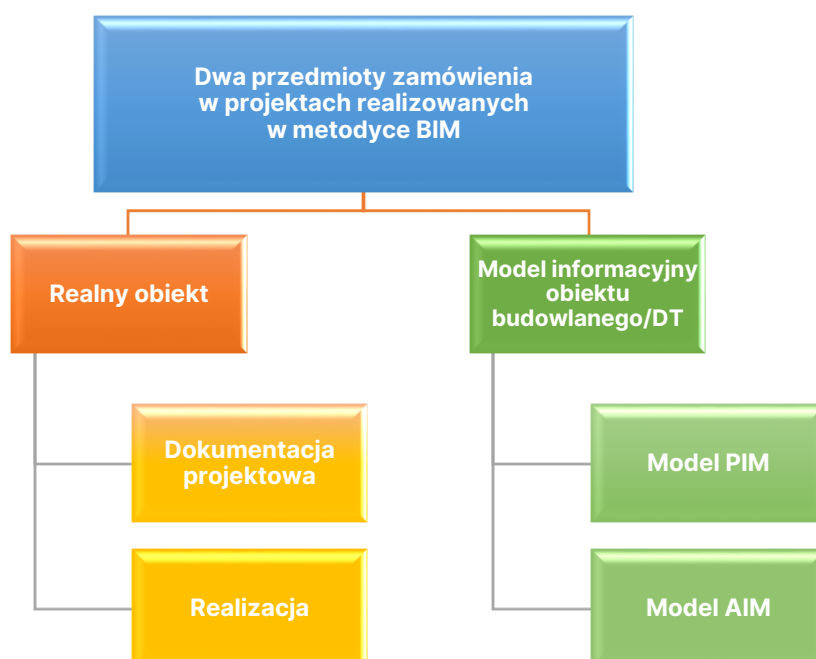 Dwa przedmioty zamówienia
w projektach realizowanych
w metodyce BIM
Realny obiekt
Model informacyjny
obiektu
budowlanego/DT
Dokumentacja
projektowa
Model PIM
Realizacja
Model AIM